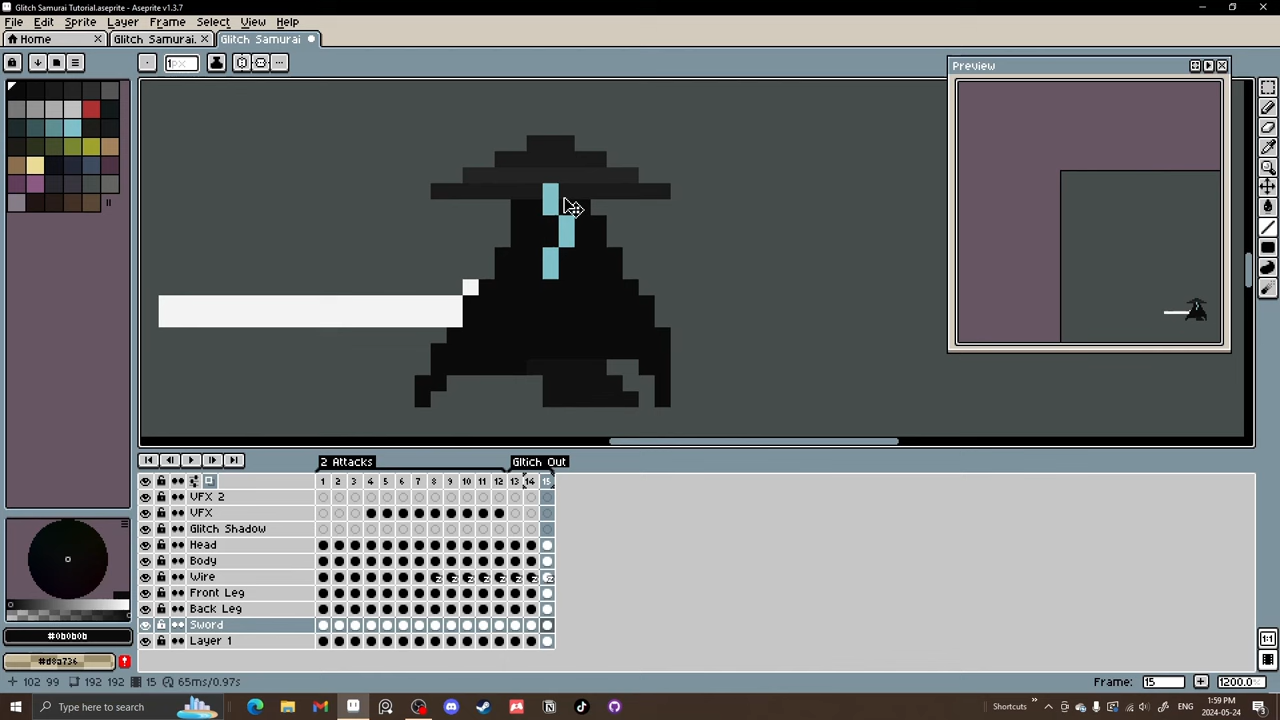 Glitch Samurai Tutorial.aseprite - Aseprite v1.3.7
File Edit Sprite Layer Frame Select View Help
Home Glitch Samurai. Glitch Samurai
1px
Preview
2 Attacks Glitch Out
1 2 3 4 5 6 7 8 9 10 11 12 13 14 15
VFX 2
VFX
Glitch Shadow
Head
Body
Wire
Front Leg
Back Leg
Sword
Layer 1
#0b0b0b
#d8a736
1:1
102 99 192 192 15 65ms/0.97s Frame: 15 1200.0%
Type here to search Shortcuts 1:59 PM
2024-05-24